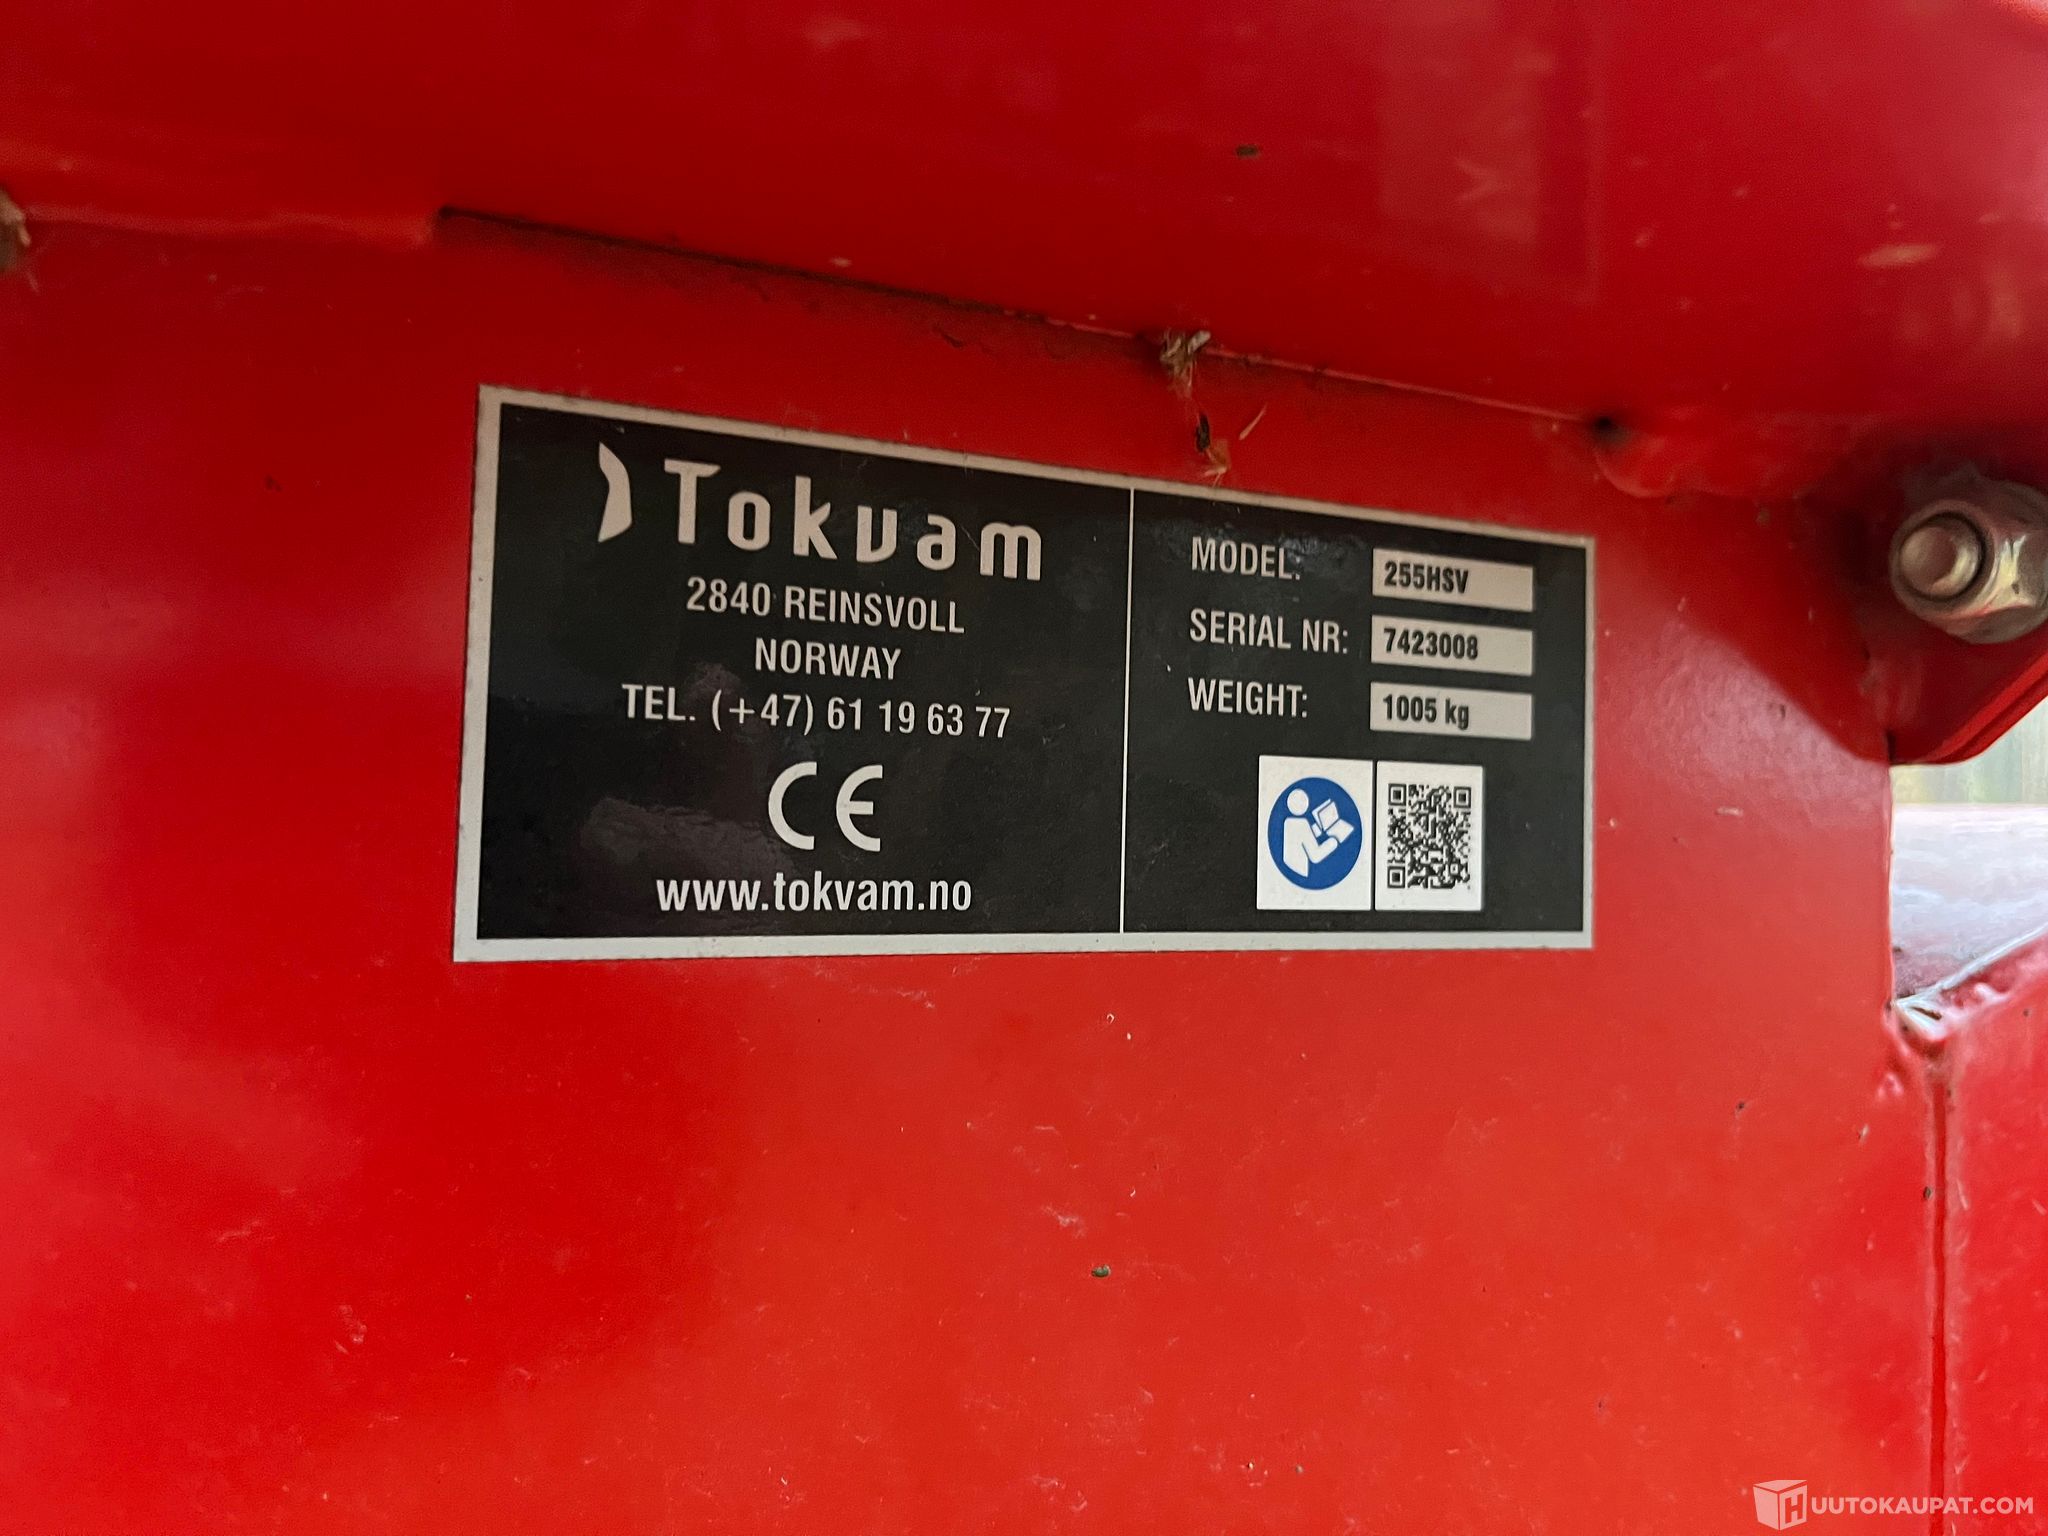 Tokvam
2840 REINSVOLL
NORWAY
TEL. (+47) 61 19 63 77
CE
www.tokvam.no
MODEL: 255HSV
SERIAL NR: 7423008
WEIGHT: 1005 kg
HUUTOKAUPAT.COM